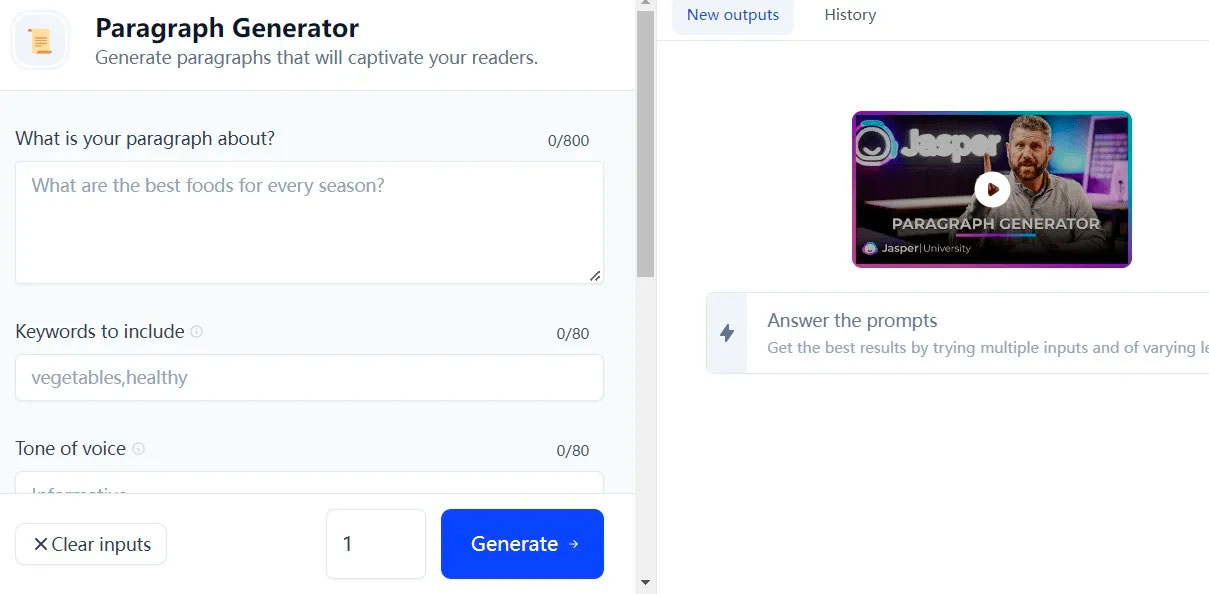 Paragraph Generator
Generate paragraphs that will captivate your readers.
What is your paragraph about?
0/800
What are the best foods for every season?
Keywords to include
0/80
vegetables,healthy
Tone of voice
0/80
Informative
Clear inputs
1
Generate
New outputs
History
Jasper
PARAGRAPH GENERATOR
Jasper|University
Answer the prompts
Get the best results by trying multiple inputs and of varying